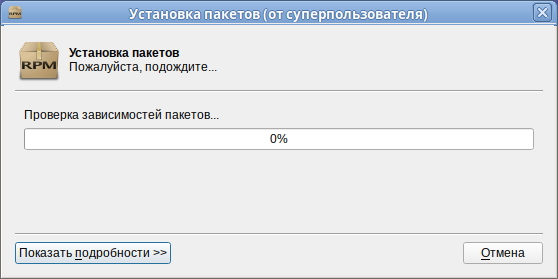 Установка пакетов (от суперпользователя)
RPM
Установка пакетов
Пожалуйста, подождите...
Проверка зависимостей пакетов...
0%
Показать подробности >>
Отмена